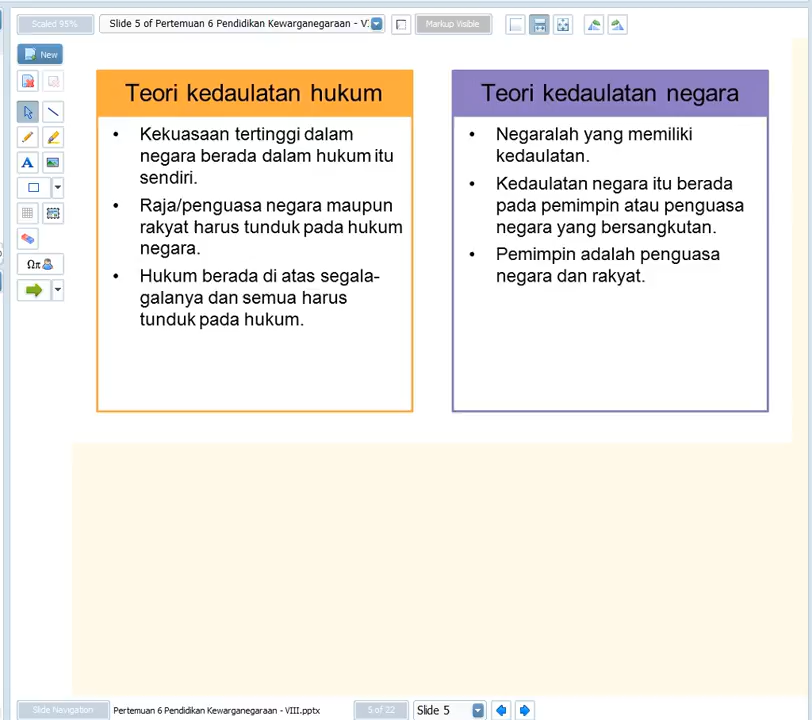 Scaled 95%
Slide 5 of Pertemuan 6 Pendidikan Kewarganegaraan - VI
Markup Visible
New
A
Ωπ
Teori kedaulatan hukum
• Kekuasaan tertinggi dalam
negara berada dalam hukum itu
sendiri.
• Raja/penguasa negara maupun
rakyat harus tunduk pada hukum
negara.
• Hukum berada di atas segala-
galanya dan semua harus
tunduk pada hukum.
Teori kedaulatan negara
• Negaralah yang memiliki
kedaulatan.
• Kedaulatan negara itu berada
pada pemimpin atau penguasa
negara yang bersangkutan.
• Pemimpin adalah penguasa
negara dan rakyat.
Slide Navigation
Pertemuan 6 Pendidikan Kewarganegaraan - VIII.pptx
5 of 22
Slide 5